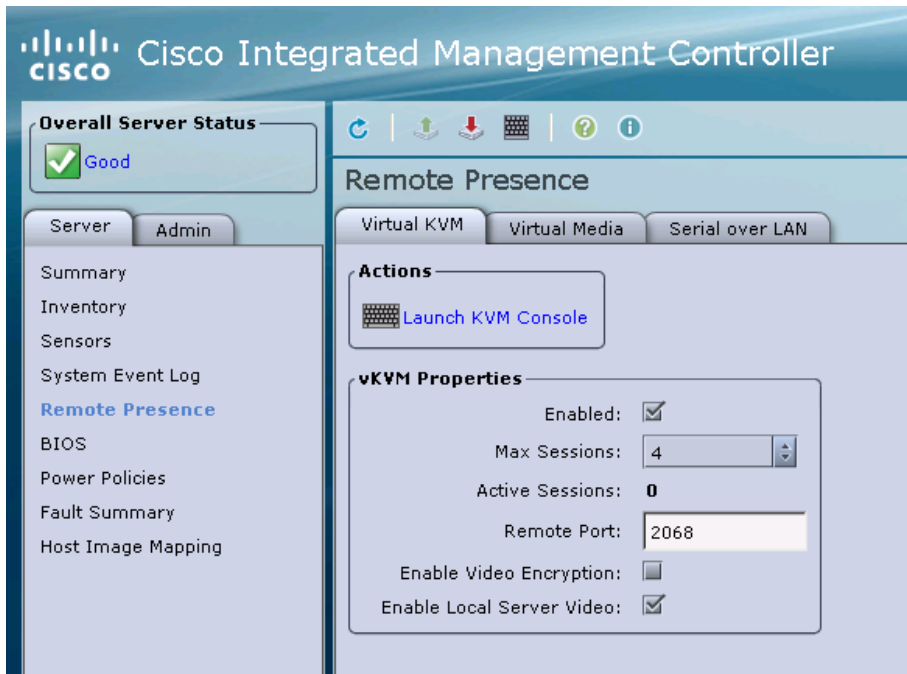 CISCO
Cisco Integrated Management Controller
Overall Server Status
Good
Server
Admin
Summary
Inventory
Sensors
System Event Log
Remote Presence
BIOS
Power Policies
Fault Summary
Host Image Mapping
Remote Presence
Virtual KVM
Virtual Media
Serial over LAN
Actions
Launch KVM Console
vKVM Properties
Enabled:
Max Sessions: 4
Active Sessions: 0
Remote Port: 2068
Enable Video Encryption:
Enable Local Server Video: